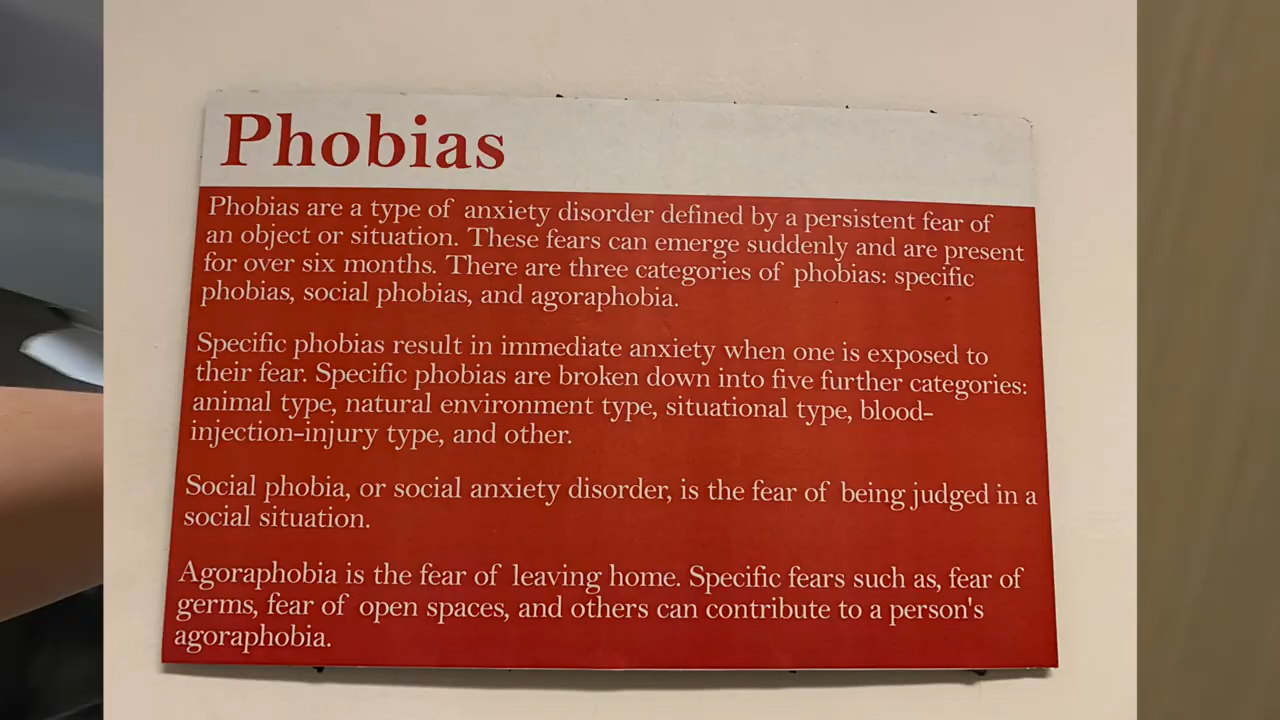 Phobias
Phobias are a type of anxiety disorder defined by a persistent fear of
an object or situation. These fears can emerge suddenly and are present
for over six months. There are three categories of phobias: specific
phobias, social phobias, and agoraphobia.
Specific phobias result in immediate anxiety when one is exposed to
their fear. Specific phobias are broken down into five further categories:
animal type, natural environment type, situational type, blood-
injection-injury type, and other.
Social phobia, or social anxiety disorder, is the fear of being judged in a
social situation.
Agoraphobia is the fear of leaving home. Specific fears such as, fear of
germs, fear of open spaces, and others can contribute to a person's
agoraphobia.